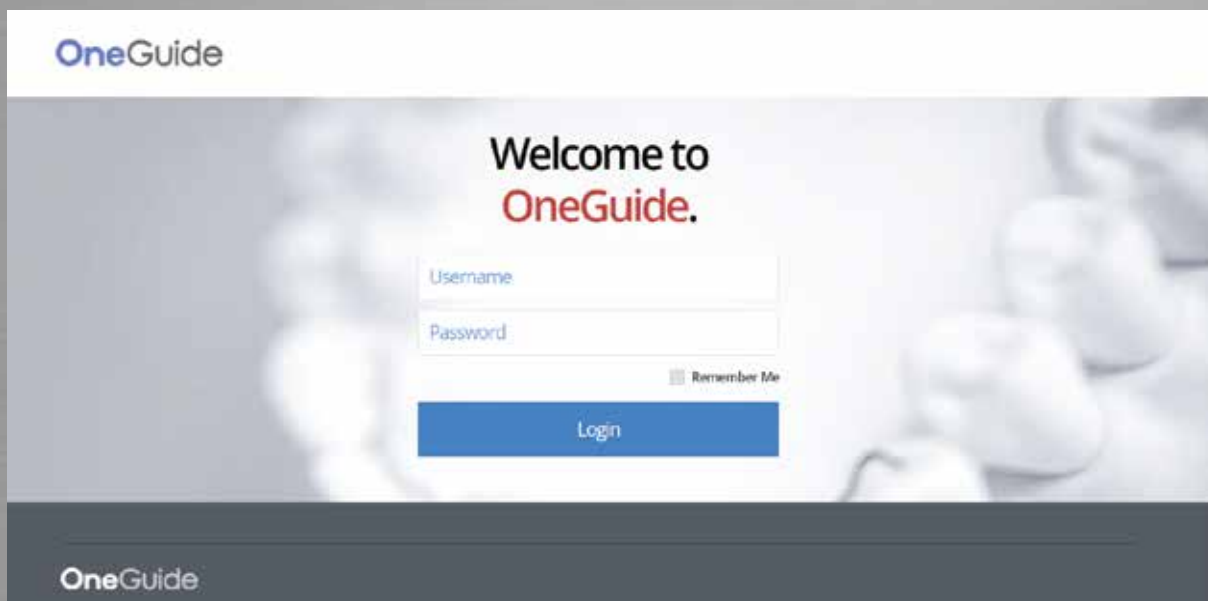 OneGuide
Welcome to
OneGuide.
Username
Password
Remember Me
Login
OneGuide